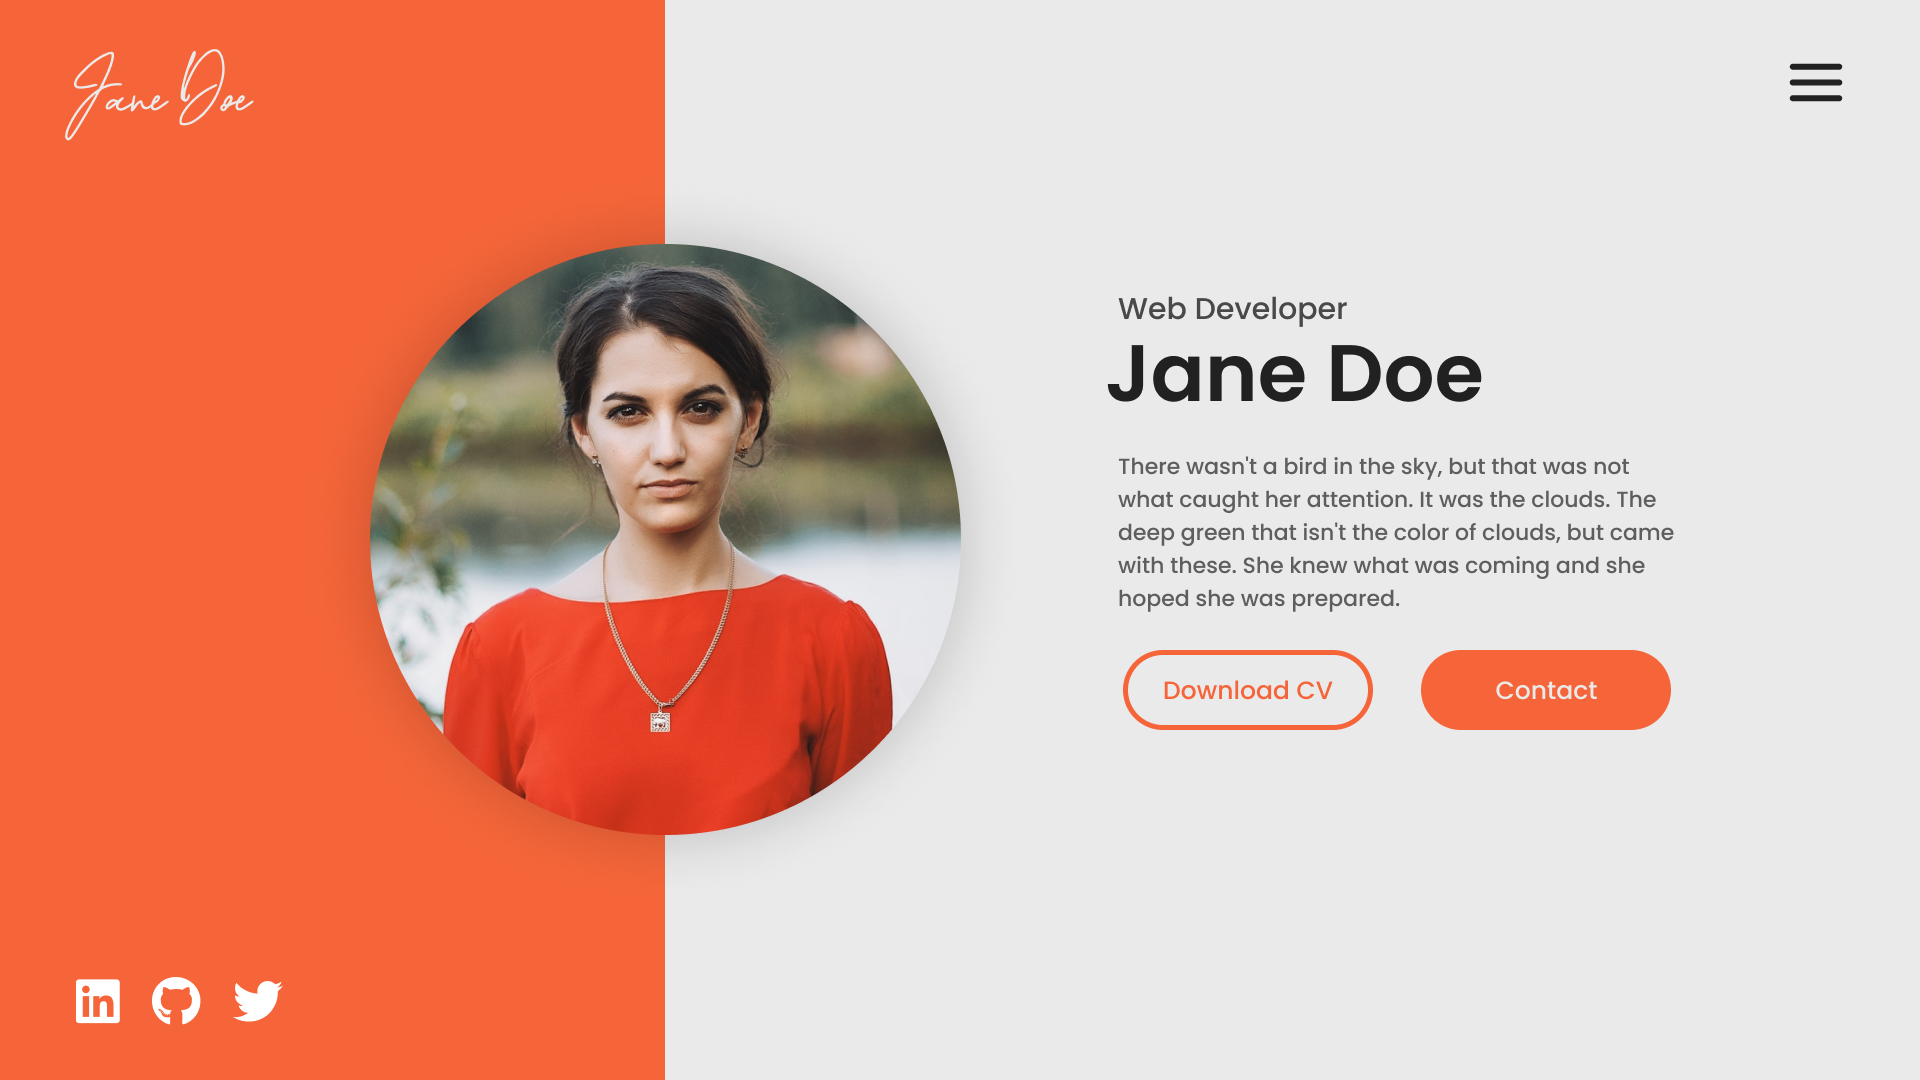 Jane Doe
Web Developer
Jane Doe
There wasn't a bird in the sky, but that was not
what caught her attention. It was the clouds. The
deep green that isn't the color of clouds, but came
with these. She knew what was coming and she
hoped she was prepared.
Download CV
Contact
in